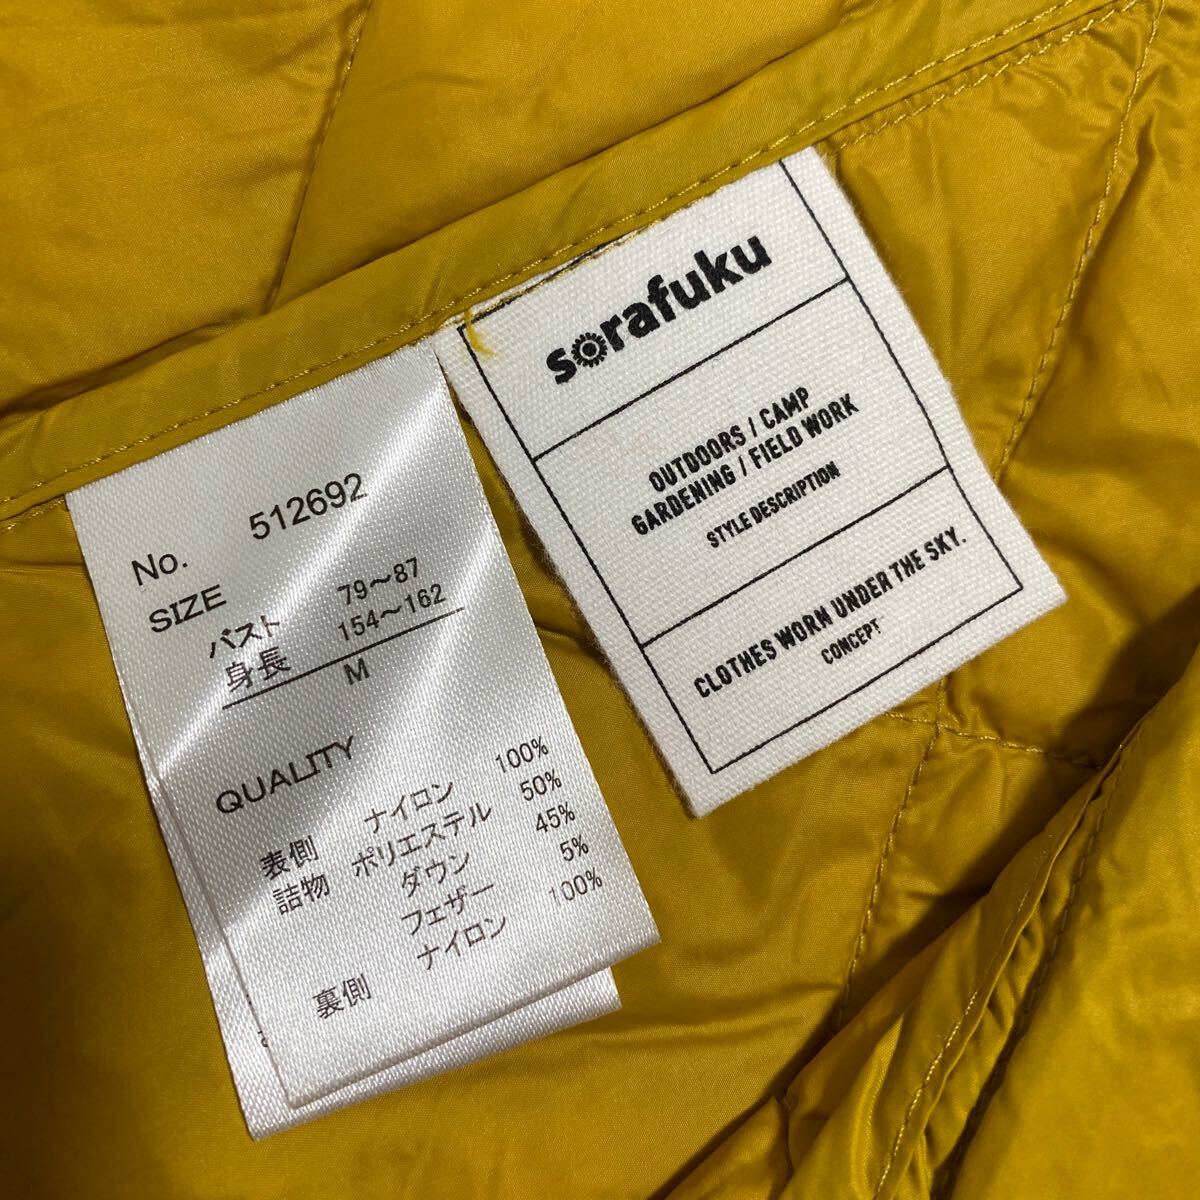 No. 512692
SIZE
バスト 79～87
身長 154～162
M
QUALITY
表側 ナイロン 100%
詰物 ポリエステル 50%
ダウン 45%
フェザー 5%
裏側 ナイロン 100%
sorafuku
OUTDOORS / CAMP
GARDENING / FIELD WORK
STYLE DESCRIPTION
CLOTHES WORN UNDER THE SKY.
CONCEPT